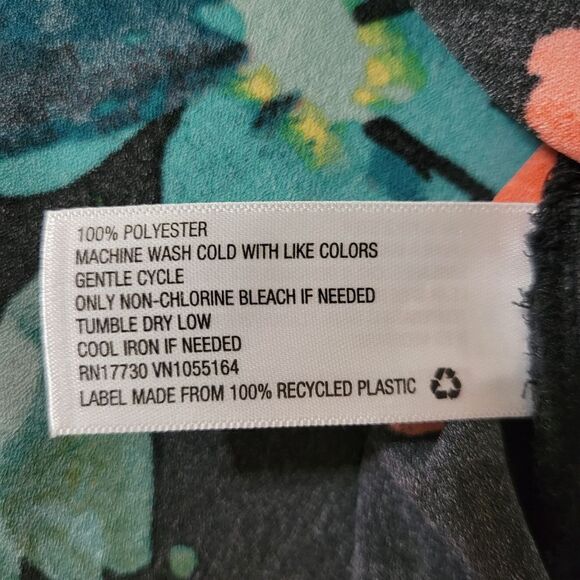 100% POLYESTER
MACHINE WASH COLD WITH LIKE COLORS
GENTLE CYCLE
ONLY NON-CHLORINE BLEACH IF NEEDED
TUMBLE DRY LOW
COOL IRON IF NEEDED
RN17730 VN1055164
LABEL MADE FROM 100% RECYCLED PLASTIC